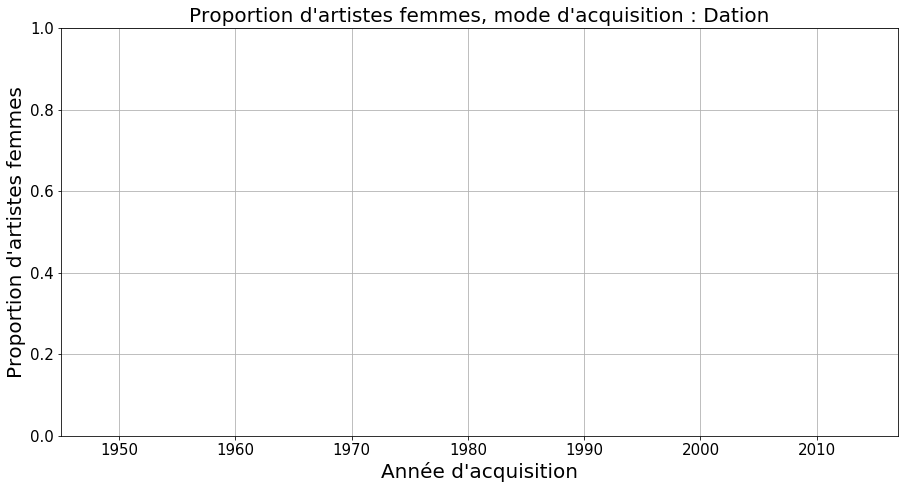 Proportion d'artistes femmes, mode d'acquisition : Dation
Proportion d'artistes femmes
1.0
0.8
0.6
0.4
0.2
0.0
1950 1960 1970 1980 1990 2000 2010
Année d'acquisition